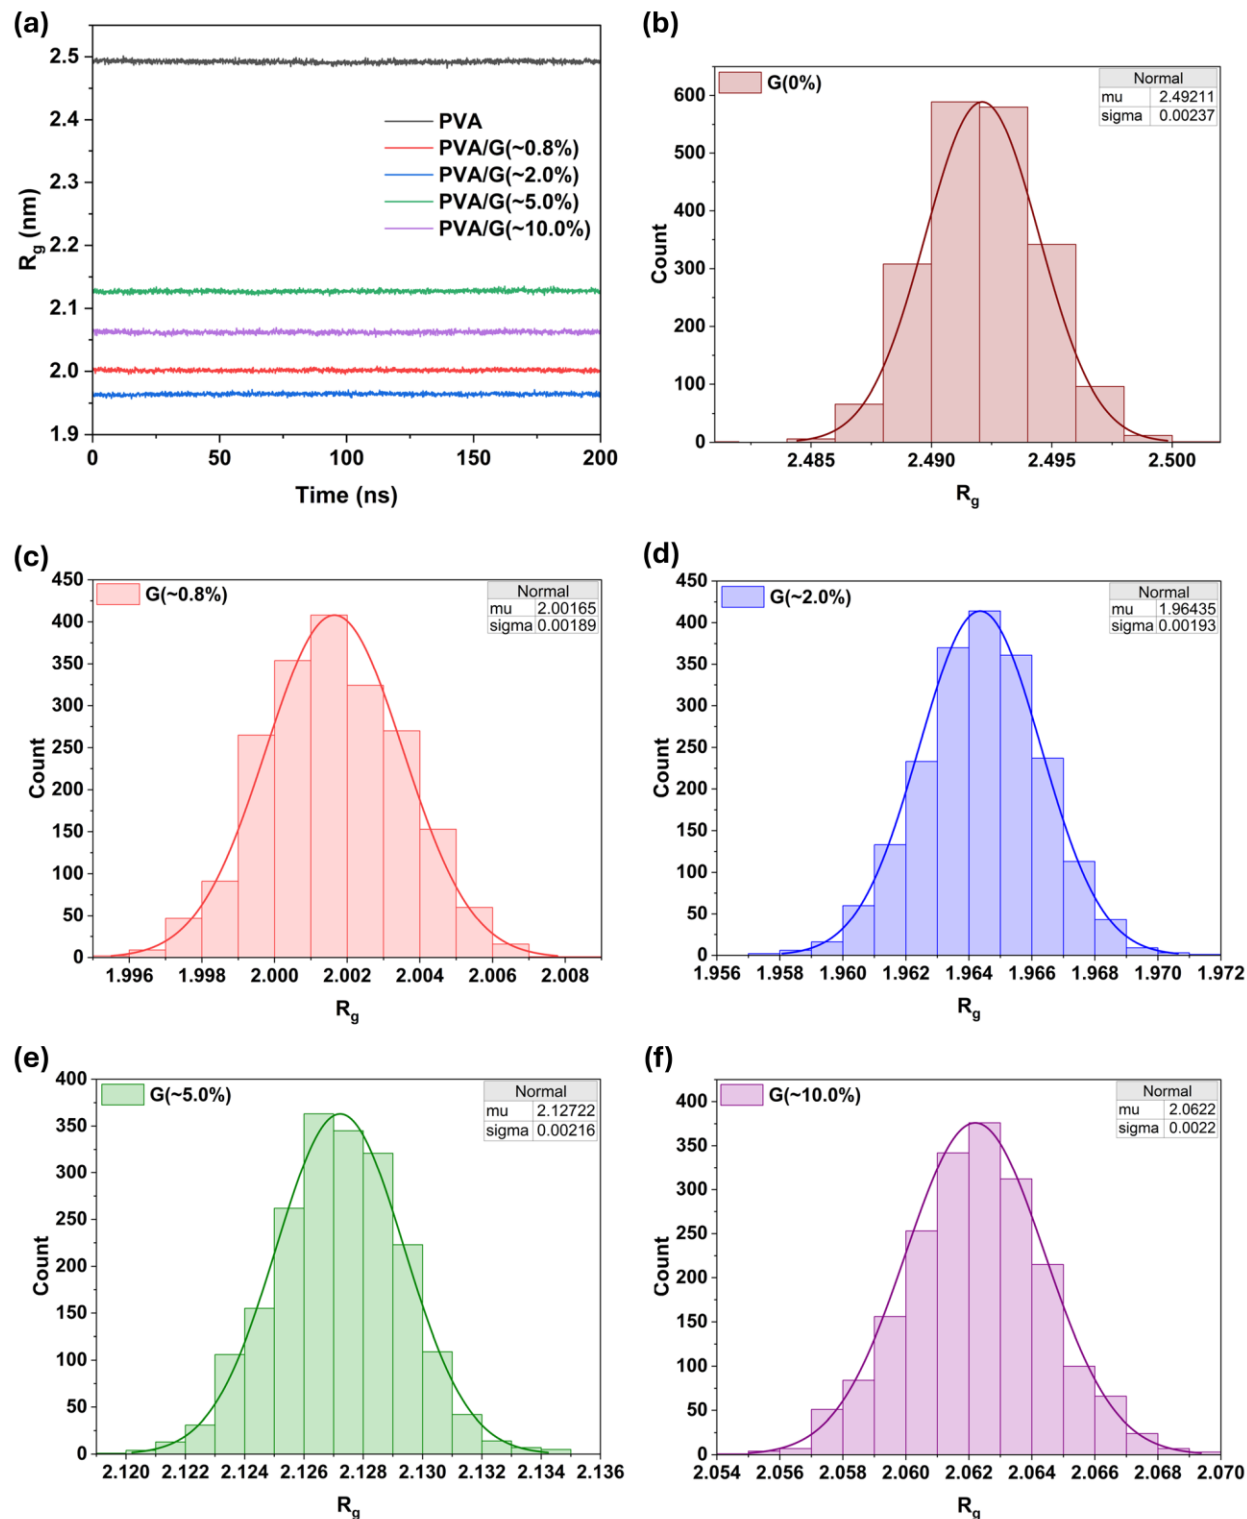 (a)
2.5
2.4
2.3
2.2
2.1
2.0
1.9
Rg (nm)
PVA
PVA/G(~0.8%)
PVA/G(~2.0%)
PVA/G(~5.0%)
PVA/G(~10.0%)
0 50 100 150 200
Time (ns)
(b)
G(0%)
Normal
mu 2.49211
sigma 0.00237
600
500
400
300
200
100
0
Count
2.485 2.490 2.495 2.500
Rg
(c)
G(~0.8%)
Normal
mu 2.00165
sigma 0.00189
450
400
350
300
250
200
150
100
50
0
Count
1.996 1.998 2.000 2.002 2.004 2.006 2.008
Rg
(d)
G(~2.0%)
Normal
mu 1.96435
sigma 0.00193
450
400
350
300
250
200
150
100
50
0
Count
1.956 1.958 1.960 1.962 1.964 1.966 1.968 1.970 1.972
Rg
(e)
G(~5.0%)
Normal
mu 2.12722
sigma 0.00216
400
350
300
250
200
150
100
50
0
Count
2.120 2.122 2.124 2.126 2.128 2.130 2.132 2.134 2.136
Rg
(f)
G(~10.0%)
Normal
mu 2.0622
sigma 0.0022
400
350
300
250
200
150
100
50
0
Count
2.054 2.056 2.058 2.060 2.062 2.064 2.066 2.068 2.070
Rg